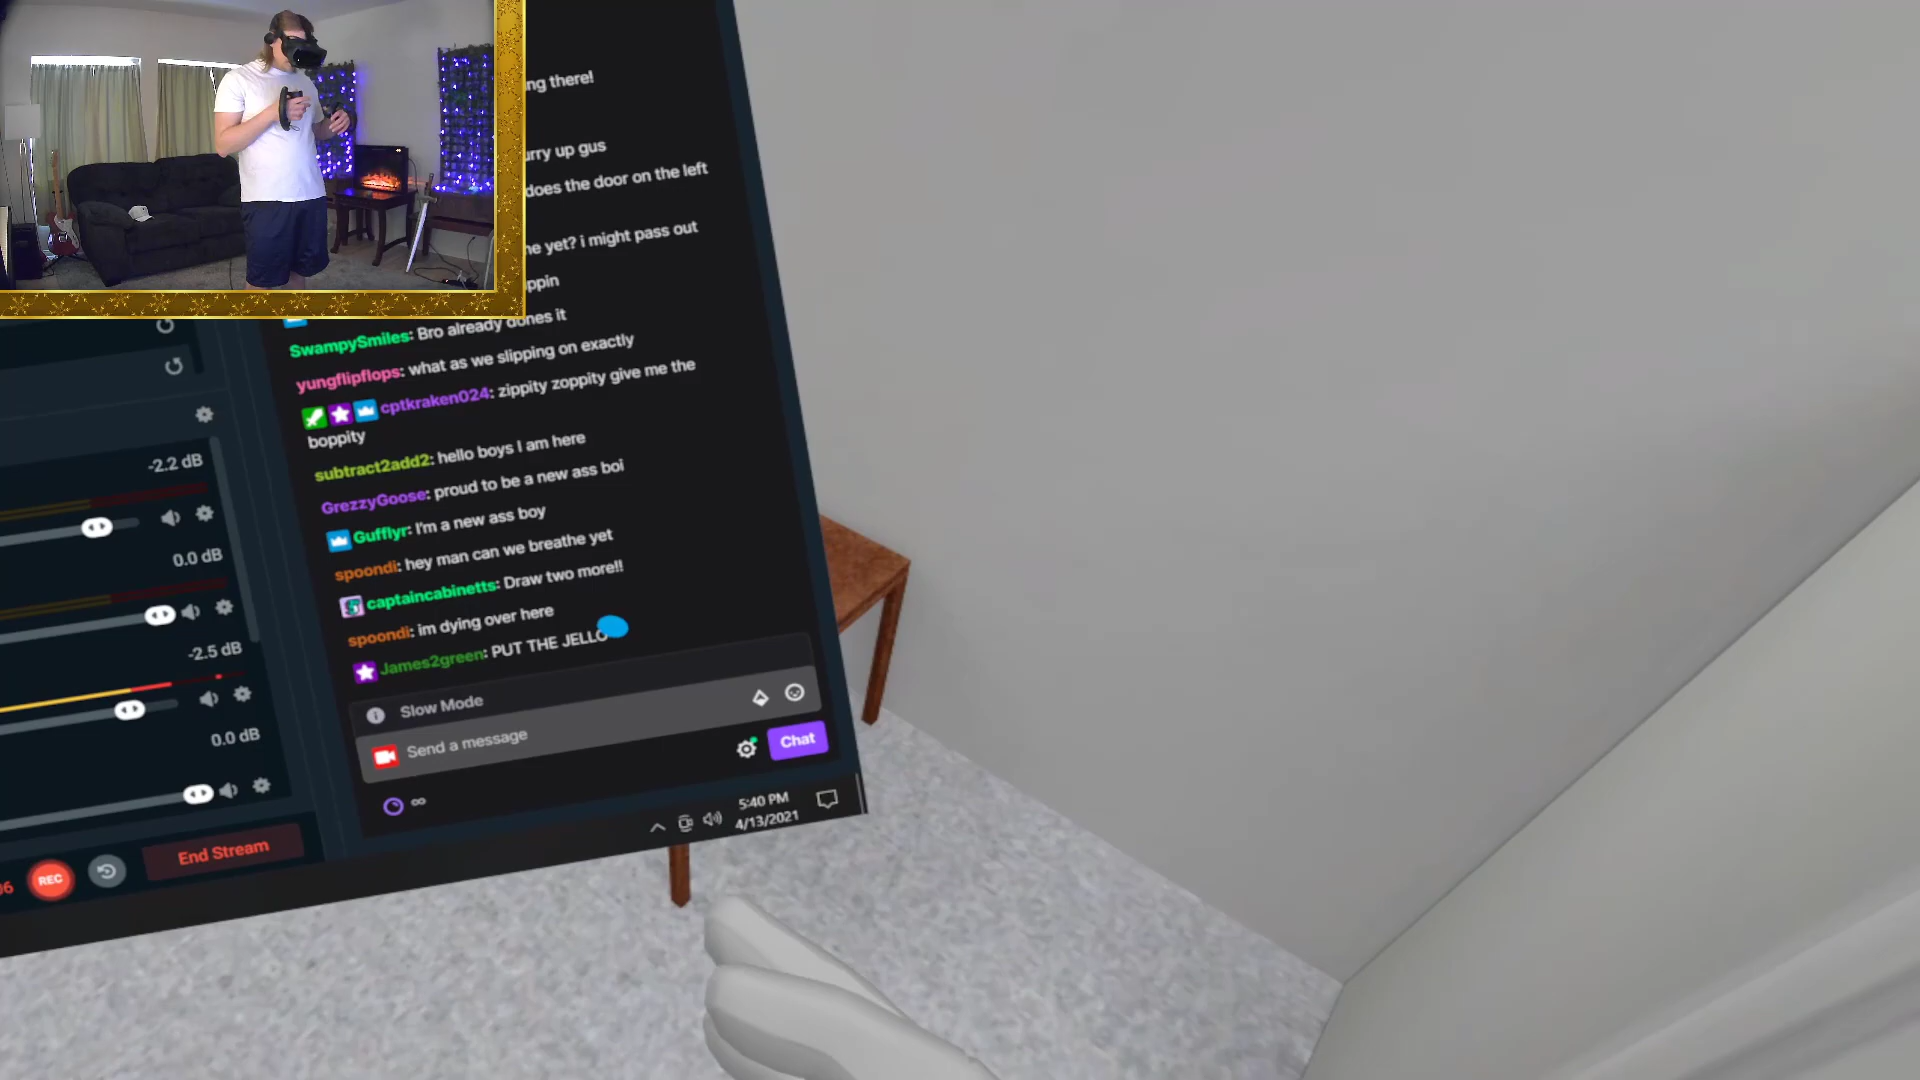 ng there!
urry up gus
does the door on the left
ne yet? i might pass out
ppin
SwampySmiles: Bro already dones it
yungflipflops: what as we slipping on exactly
cptkraken024: zippity zoppity give me the
boppity
subtract2add2: hello boys I am here
GrezzyGoose: proud to be a new ass boi
Gufflyr: I'm a new ass boy
spoondi: hey man can we breathe yet
captaincabinetts: Draw two more!!
spoondi: im dying over here
James2green: PUT THE JELLO
Slow Mode
Send a message
Chat
∞
5:40 PM
4/13/2021
-2.2 dB
0.0 dB
-2.5 dB
0.0 dB
06
REC
End Stream